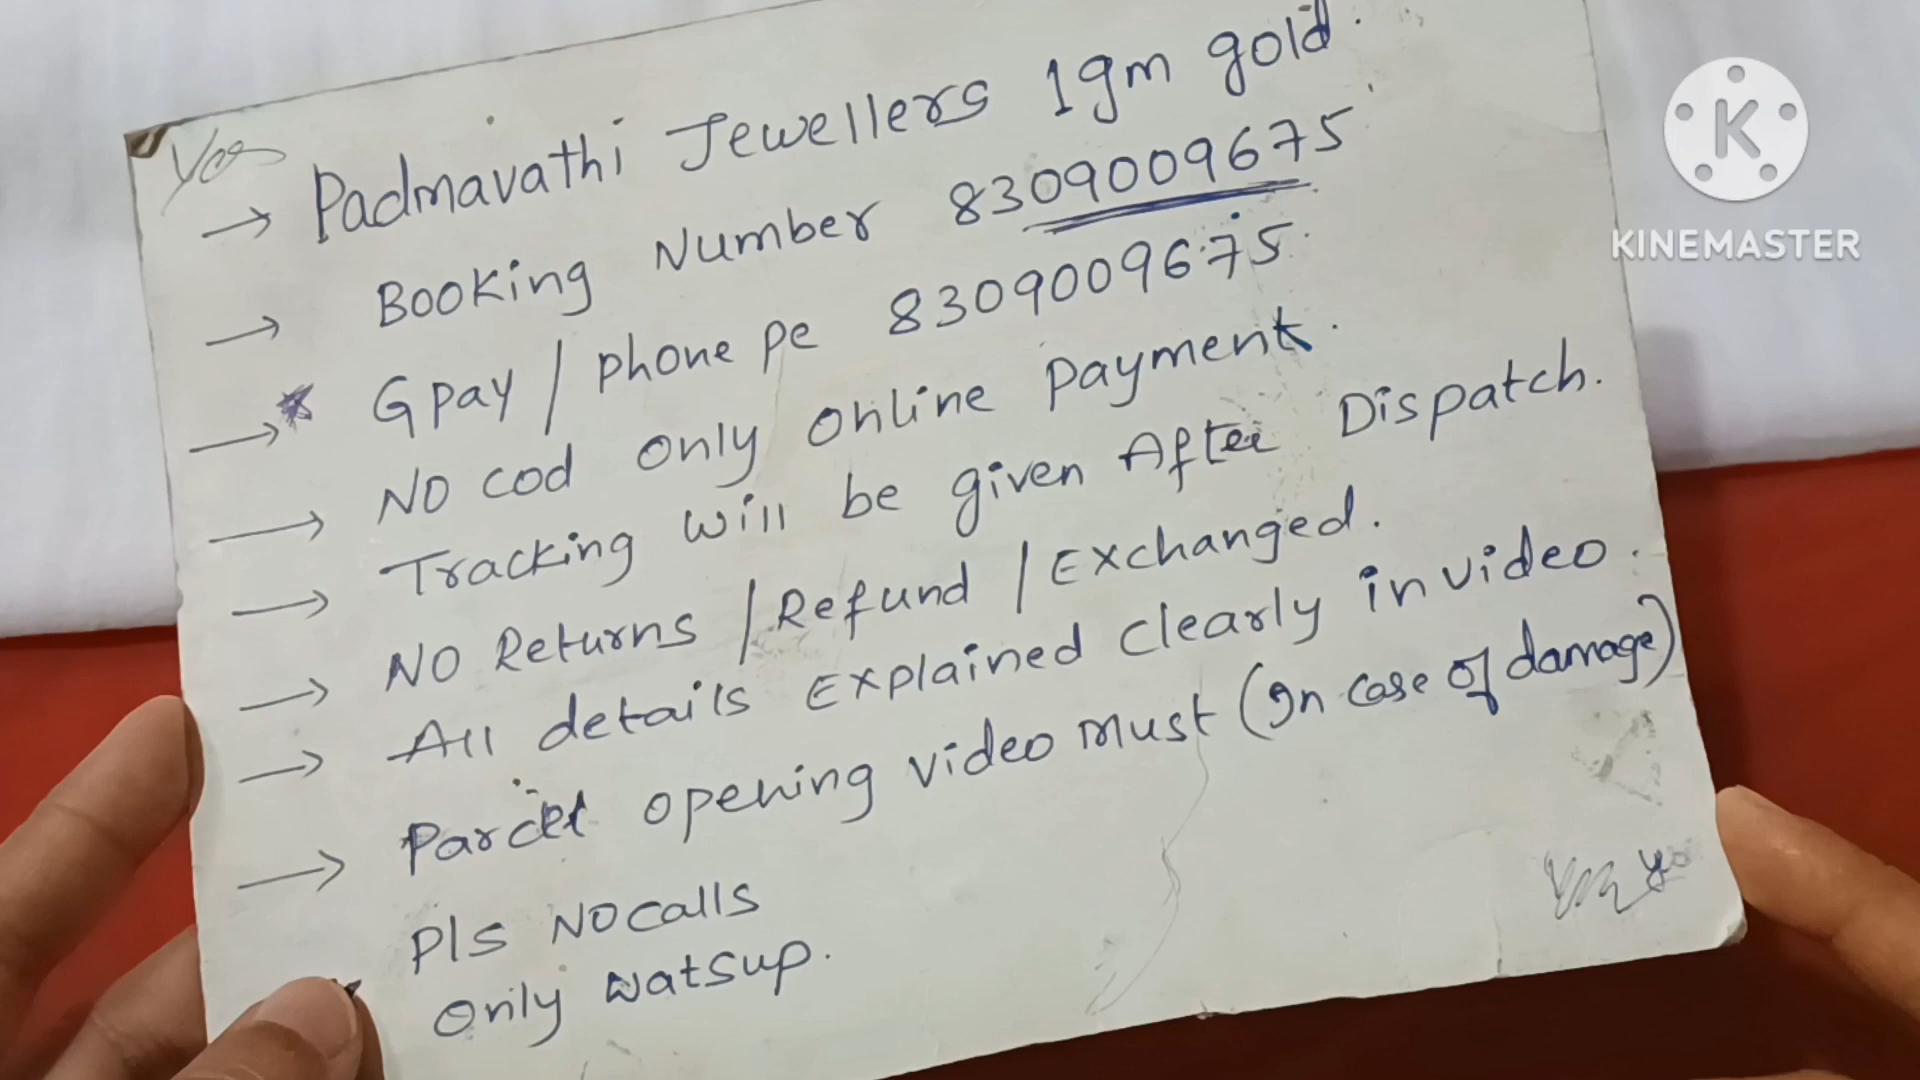 Padmavathi Jewellers 1gm gold.
Booking Number 8309009675
Gpay / phone pe 8309009675.
NO cod only online payment.
Tracking will be given After Dispatch.
NO Returns / Refund / Exchanged.
All details Explained clearly in video.
Parcel opening video must (In case of damage)
Pls NO calls
only watsup.
K
KINEMASTER